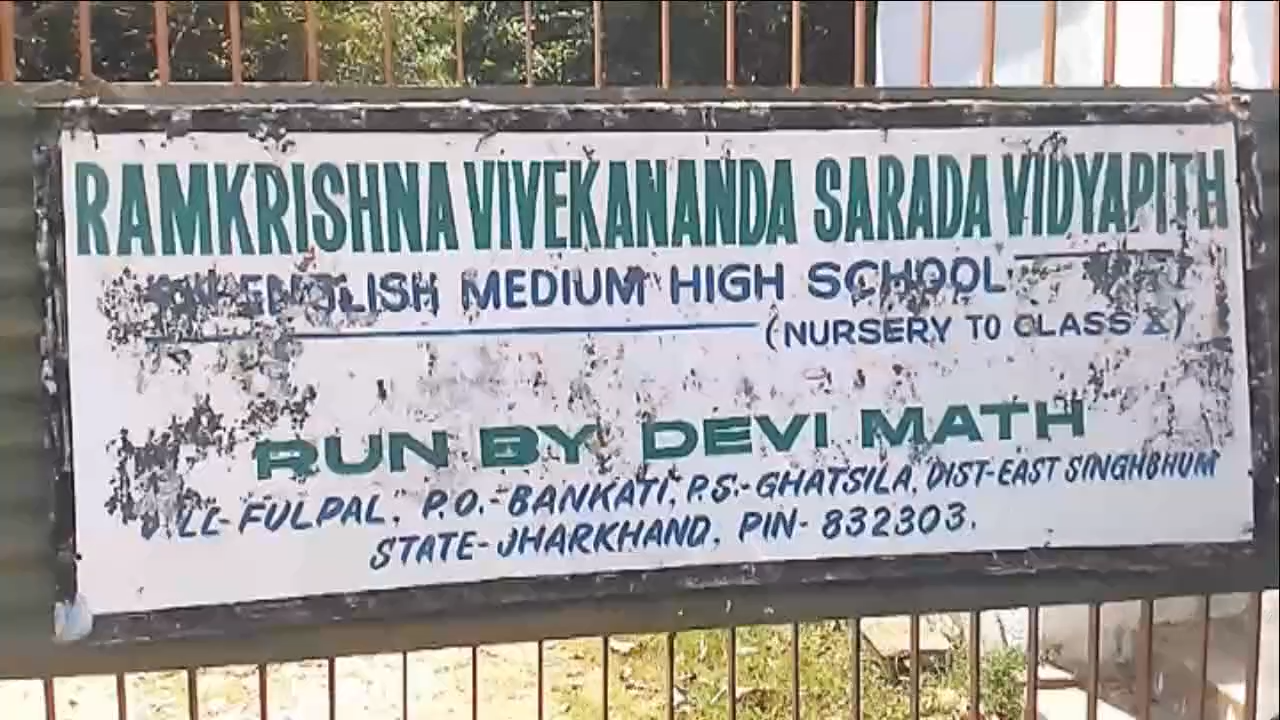 RAMKRISHNA VIVEKANANDA SARADA VIDYAPITH
ENGLISH MEDIUM HIGH SCHOOL
(NURSERY TO CLASS X)
RUN BY DEVI MATH
VILL-FULPAL, P.O.-BANKATI, P.S.-GHATSILA, DIST-EAST SINGHBHUM
STATE-JHARKHAND, PIN-832303.